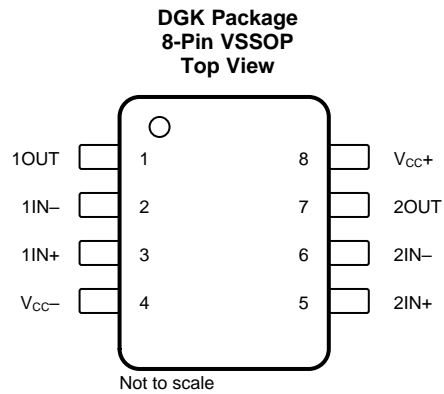 DGK Package
8-Pin VSSOP
Top View
1OUT 1 8 VCC+
1IN– 2 7 2OUT
1IN+ 3 6 2IN–
VCC– 4 5 2IN+
Not to scale